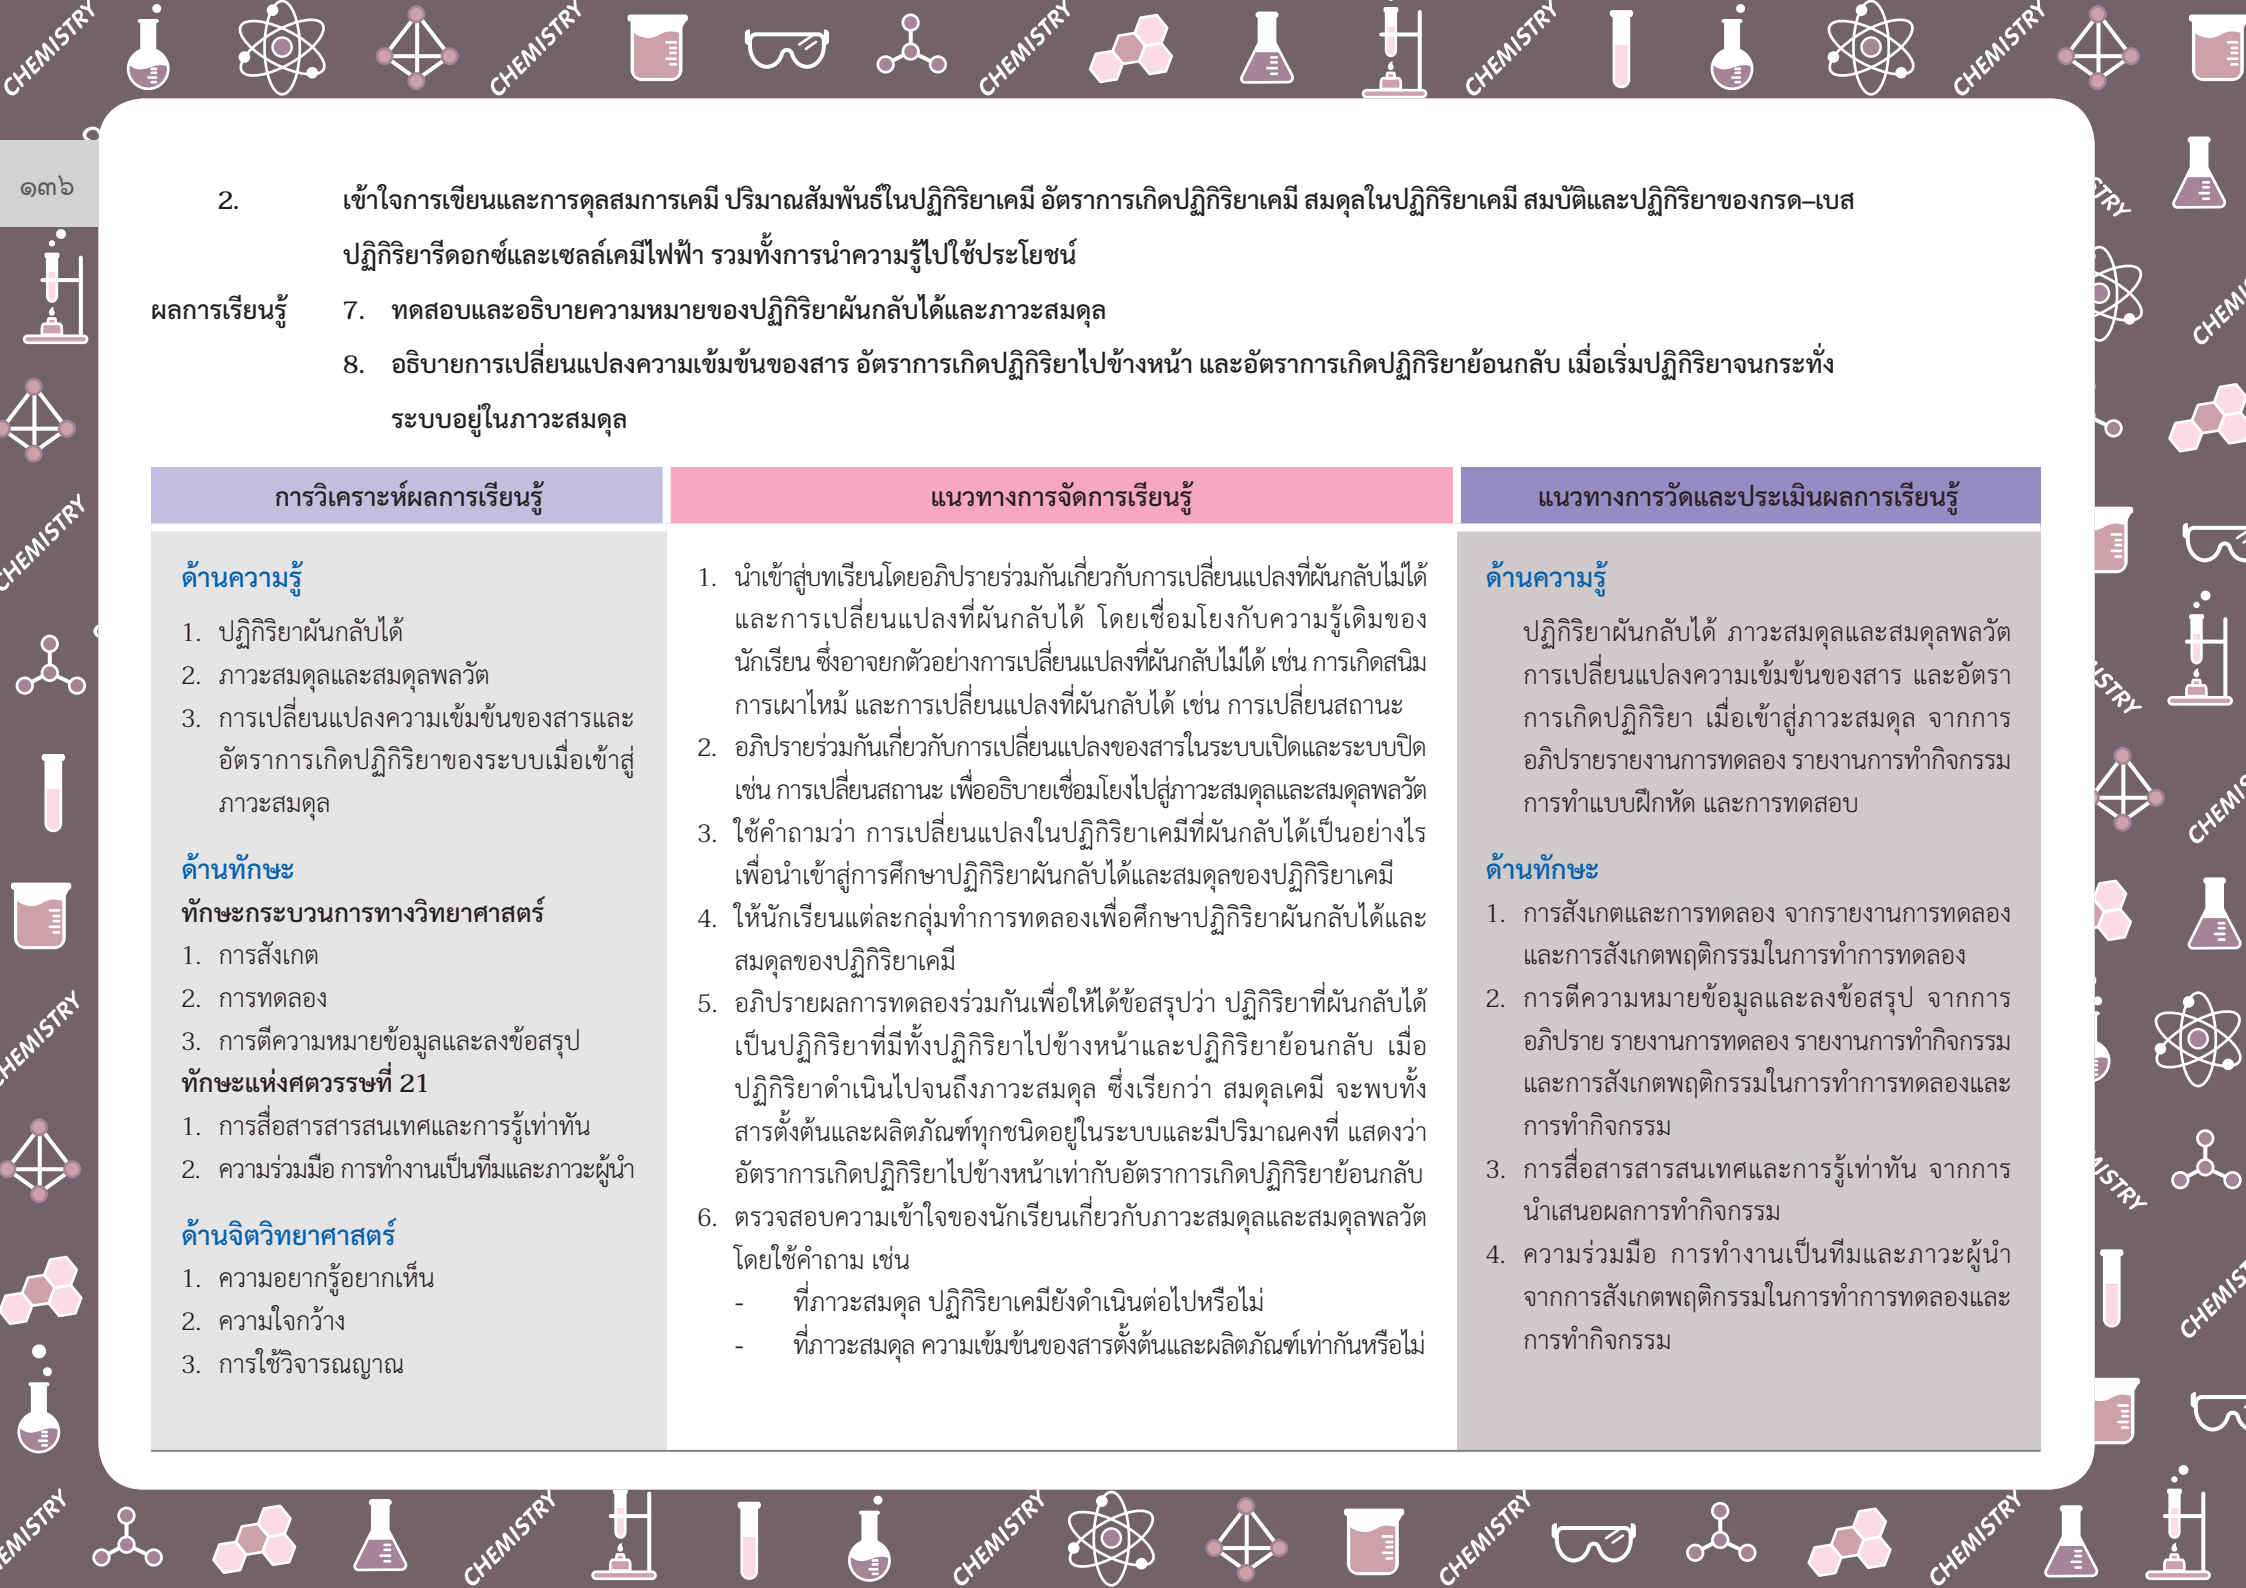 ๑๓๖
2. เข้าใจการเขียนและการดุลสมการเคมี ปริมาณสัมพันธ์ในปฏิกิริยาเคมี อัตราการเกิดปฏิกิริยาเคมี สมดุลในปฏิกิริยาเคมี สมบัติและปฏิกิริยาของกรด–เบส
ปฏิกิริยารีดอกซ์และเซลล์เคมีไฟฟ้า รวมทั้งการนำความรู้ไปใช้ประโยชน์
ผลการเรียนรู้ 7. ทดสอบและอธิบายความหมายของปฏิกิริยาผันกลับได้และภาวะสมดุล
8. อธิบายการเปลี่ยนแปลงความเข้มข้นของสาร อัตราการเกิดปฏิกิริยาไปข้างหน้า และอัตราการเกิดปฏิกิริยาย้อนกลับ เมื่อเริ่มปฏิกิริยาจนกระทั่ง
ระบบอยู่ในภาวะสมดุล
การวิเคราะห์ผลการเรียนรู้
ด้านความรู้
1. ปฏิกิริยาผันกลับได้
2. ภาวะสมดุลและสมดุลพลวัต
3. การเปลี่ยนแปลงความเข้มข้นของสารและ
อัตราการเกิดปฏิกิริยาของระบบเมื่อเข้าสู่
ภาวะสมดุล
ด้านทักษะ
ทักษะกระบวนการทางวิทยาศาสตร์
1. การสังเกต
2. การทดลอง
3. การตีความหมายข้อมูลและลงข้อสรุป
ทักษะแห่งศตวรรษที่ 21
1. การสื่อสารสารสนเทศและการรู้เท่าทัน
2. ความร่วมมือ การทำงานเป็นทีมและภาวะผู้นำ
ด้านจิตวิทยาศาสตร์
1. ความอยากรู้อยากเห็น
2. ความใจกว้าง
3. การใช้วิจารณญาณ
แนวทางการจัดการเรียนรู้
1. นำเข้าสู่บทเรียนโดยอภิปรายร่วมกันเกี่ยวกับการเปลี่ยนแปลงที่ผันกลับไม่ได้
และการเปลี่ยนแปลงที่ผันกลับได้ โดยเชื่อมโยงกับความรู้เดิมของ
นักเรียน ซึ่งอาจยกตัวอย่างการเปลี่ยนแปลงที่ผันกลับไม่ได้ เช่น การเกิดสนิม
การเผาไหม้ และการเปลี่ยนแปลงที่ผันกลับได้ เช่น การเปลี่ยนสถานะ
2. อภิปรายร่วมกันเกี่ยวกับการเปลี่ยนแปลงของสารในระบบเปิดและระบบปิด
เช่น การเปลี่ยนสถานะ เพื่ออธิบายเชื่อมโยงไปสู่ภาวะสมดุลและสมดุลพลวัต
3. ใช้คำถามว่า การเปลี่ยนแปลงในปฏิกิริยาเคมีที่ผันกลับได้เป็นอย่างไร
เพื่อนำเข้าสู่การศึกษาปฏิกิริยาผันกลับได้และสมดุลของปฏิกิริยาเคมี
4. ให้นักเรียนแต่ละกลุ่มทำการทดลองเพื่อศึกษาปฏิกิริยาผันกลับได้และ
สมดุลของปฏิกิริยาเคมี
5. อภิปรายผลการทดลองร่วมกันเพื่อให้ได้ข้อสรุปว่า ปฏิกิริยาที่ผันกลับได้
เป็นปฏิกิริยาที่มีทั้งปฏิกิริยาไปข้างหน้าและปฏิกิริยาย้อนกลับ เมื่อ
ปฏิกิริยาดำเนินไปจนถึงภาวะสมดุล ซึ่งเรียกว่า สมดุลเคมี จะพบทั้ง
สารตั้งต้นและผลิตภัณฑ์ทุกชนิดอยู่ในระบบและมีปริมาณคงที่ แสดงว่า
อัตราการเกิดปฏิกิริยาไปข้างหน้าเท่ากับอัตราการเกิดปฏิกิริยาย้อนกลับ
6. ตรวจสอบความเข้าใจของนักเรียนเกี่ยวกับภาวะสมดุลและสมดุลพลวัต
โดยใช้คำถาม เช่น
- ที่ภาวะสมดุล ปฏิกิริยาเคมียังดำเนินต่อไปหรือไม่
- ที่ภาวะสมดุล ความเข้มข้นของสารตั้งต้นและผลิตภัณฑ์เท่ากันหรือไม่
แนวทางการวัดและประเมินผลการเรียนรู้
ด้านความรู้
ปฏิกิริยาผันกลับได้ ภาวะสมดุลและสมดุลพลวัต
การเปลี่ยนแปลงความเข้มข้นของสาร และอัตรา
การเกิดปฏิกิริยา เมื่อเข้าสู่ภาวะสมดุล จากการ
อภิปรายรายงานการทดลอง รายงานการทำกิจกรรม
การทำแบบฝึกหัด และการทดสอบ
ด้านทักษะ
1. การสังเกตและการทดลอง จากรายงานการทดลอง
และการสังเกตพฤติกรรมในการทำการทดลอง
2. การตีความหมายข้อมูลและลงข้อสรุป จากการ
อภิปราย รายงานการทดลอง รายงานการทำกิจกรรม
และการสังเกตพฤติกรรมในการทำการทดลองและ
การทำกิจกรรม
3. การสื่อสารสารสนเทศและการรู้เท่าทัน จากการ
นำเสนอผลการทำกิจกรรม
4. ความร่วมมือ การทำงานเป็นทีมและภาวะผู้นำ
จากการสังเกตพฤติกรรมในการทำการทดลองและ
การทำกิจกรรม
CHEMISTRY
CHEMISTRY
CHEMISTRY
CHEMISTRY
CHEMISTRY
CHEMISTRY
CHEMISTRY
CHEMISTRY
CHEMISTRY